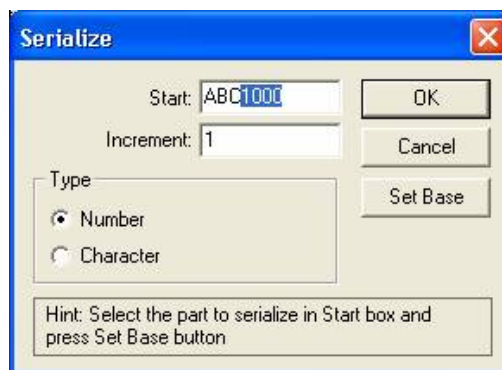 Serialize
Start: ABC1000
OK
Increment: 1
Cancel
Type
Set Base
Number
Character
Hint: Select the part to serialize in Start box and
press Set Base button